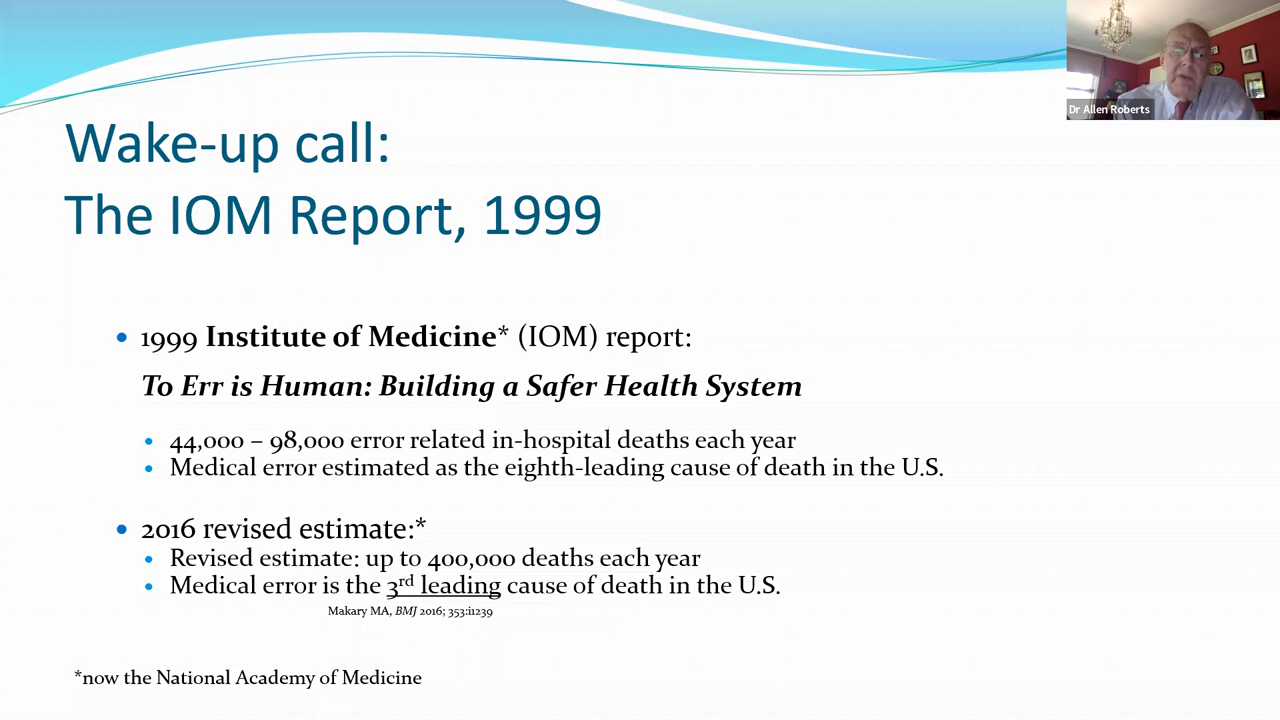 Dr Allen Roberts
Wake-up call:
The IOM Report, 1999
• 1999 Institute of Medicine* (IOM) report:
To Err is Human: Building a Safer Health System
• 44,000 – 98,000 error related in-hospital deaths each year
• Medical error estimated as the eighth-leading cause of death in the U.S.
• 2016 revised estimate:*
• Revised estimate: up to 400,000 deaths each year
• Medical error is the 3rd leading cause of death in the U.S.
Makary MA, BMJ 2016; 353:i1239
*now the National Academy of Medicine